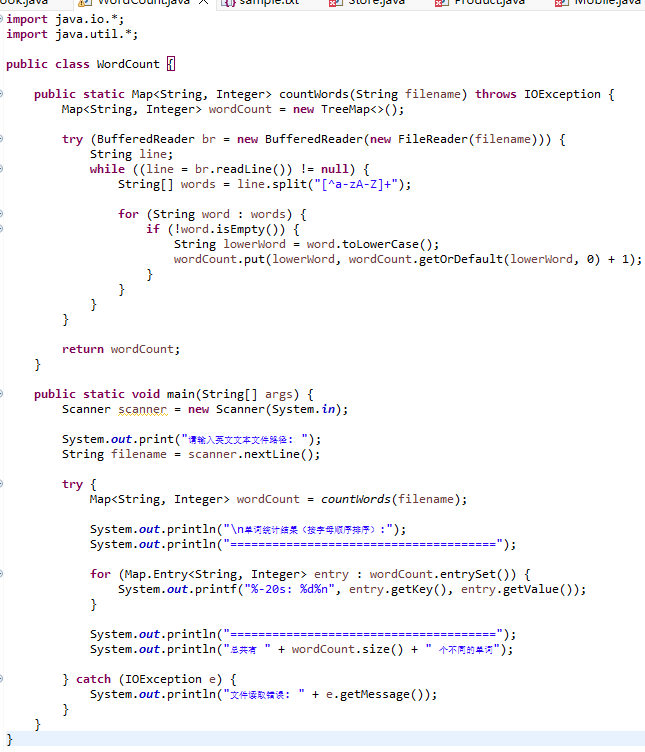 ook.java WordCount.java sample.txt Store.java Product.java Mobile.java
import java.io.*;
import java.util.*;
public class WordCount {
public static Map<String, Integer> countWords(String filename) throws IOException {
Map<String, Integer> wordCount = new TreeMap<>();
try (BufferedReader br = new BufferedReader(new FileReader(filename))) {
String line;
while ((line = br.readLine()) != null) {
String[] words = line.split("[^a-zA-Z]+");
for (String word : words) {
if (!word.isEmpty()) {
String lowerWord = word.toLowerCase();
wordCount.put(lowerWord, wordCount.getOrDefault(lowerWord, 0) + 1);
}
}
}
}
return wordCount;
}
public static void main(String[] args) {
Scanner scanner = new Scanner(System.in);
System.out.print("请输入英文文本文件路径: ");
String filename = scanner.nextLine();
try {
Map<String, Integer> wordCount = countWords(filename);
System.out.println("\n单词统计结果（按字母顺序排序）:");
System.out.println("======================================");
for (Map.Entry<String, Integer> entry : wordCount.entrySet()) {
System.out.printf("%-20s: %d%n", entry.getKey(), entry.getValue());
}
System.out.println("======================================");
System.out.println("总共有 " + wordCount.size() + " 个不同的单词");
} catch (IOException e) {
System.out.println("文件读取错误: " + e.getMessage());
}
}
}